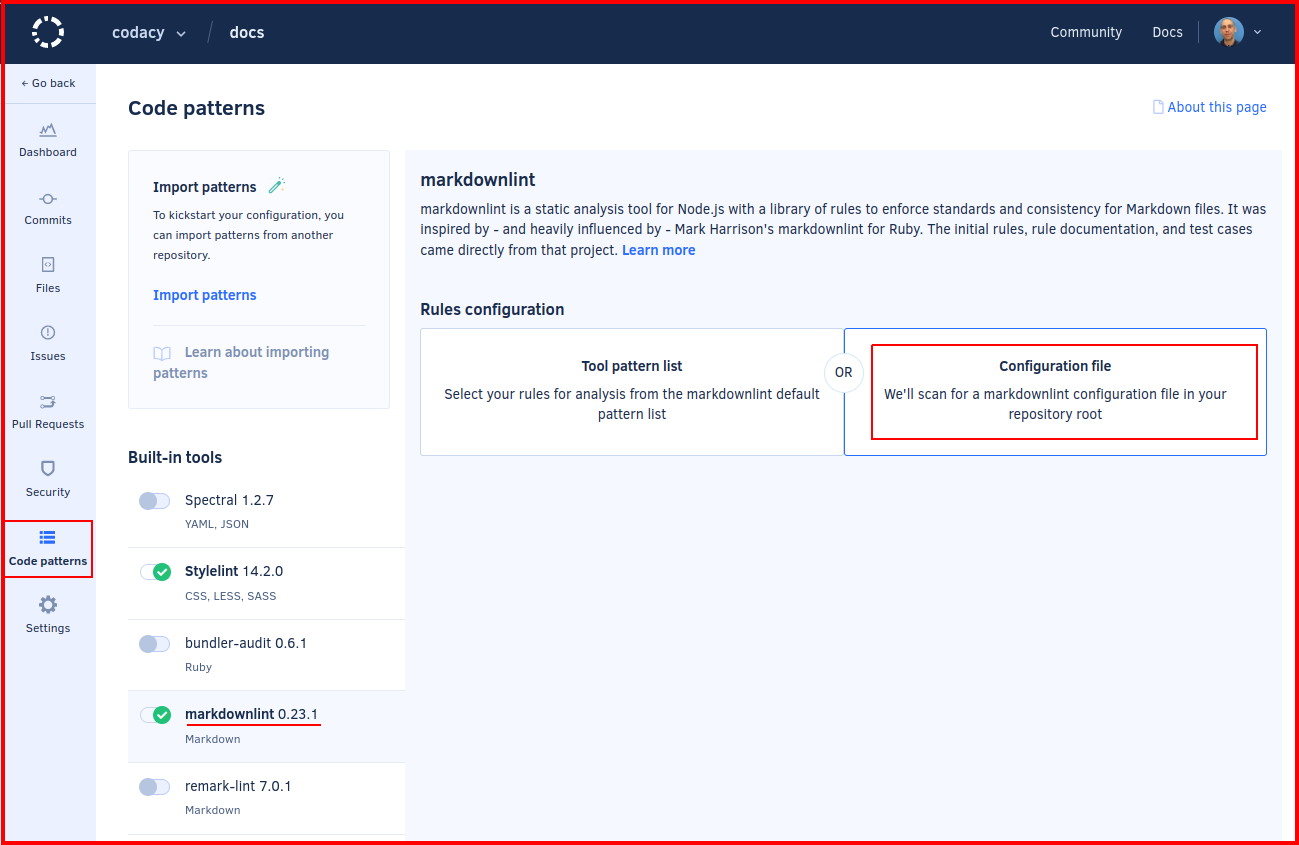 codacy / docs
Community
Docs
← Go back
Dashboard
Commits
Files
Issues
Pull Requests
Security
Code patterns
Settings
Code patterns
About this page
Import patterns
To kickstart your configuration, you
can import patterns from another
repository.
Import patterns
Learn about importing
patterns
Built-in tools
Spectral 1.2.7
YAML, JSON
Stylelint 14.2.0
CSS, LESS, SASS
bundler-audit 0.6.1
Ruby
markdownlint 0.23.1
Markdown
remark-lint 7.0.1
Markdown
markdownlint
markdownlint is a static analysis tool for Node.js with a library of rules to enforce standards and consistency for Markdown files. It was
inspired by - and heavily influenced by - Mark Harrison's markdownlint for Ruby. The initial rules, rule documentation, and test cases
came directly from that project. Learn more
Rules configuration
Tool pattern list
Select your rules for analysis from the markdownlint default
pattern list
OR
Configuration file
We'll scan for a markdownlint configuration file in your
repository root